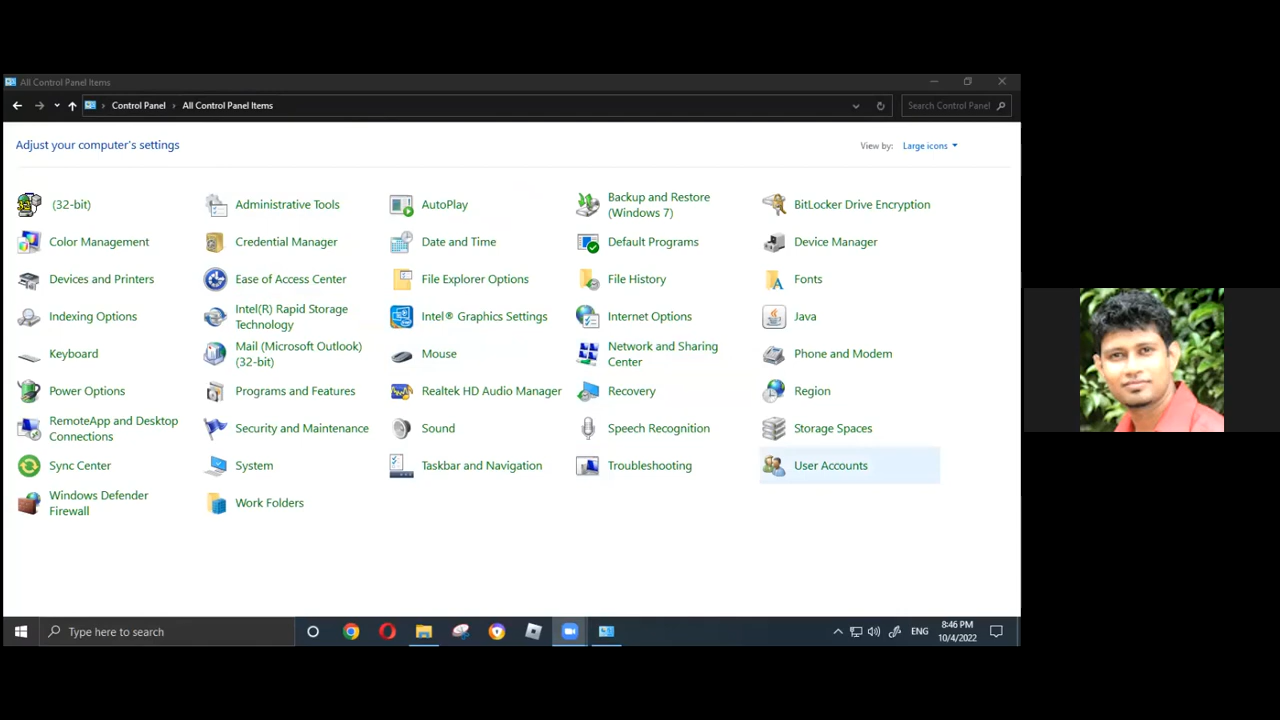 All Control Panel Items
Control Panel > All Control Panel Items
Search Control Panel
Adjust your computer's settings
View by: Large icons
(32-bit)
Administrative Tools
AutoPlay
Backup and Restore
(Windows 7)
BitLocker Drive Encryption
Color Management
Credential Manager
Date and Time
Default Programs
Device Manager
Devices and Printers
Ease of Access Center
File Explorer Options
File History
Fonts
Indexing Options
Intel(R) Rapid Storage
Technology
Intel® Graphics Settings
Internet Options
Java
Keyboard
Mail (Microsoft Outlook)
(32-bit)
Mouse
Network and Sharing
Center
Phone and Modem
Power Options
Programs and Features
Realtek HD Audio Manager
Recovery
Region
RemoteApp and Desktop
Connections
Security and Maintenance
Sound
Speech Recognition
Storage Spaces
Sync Center
System
Taskbar and Navigation
Troubleshooting
User Accounts
Windows Defender
Firewall
Work Folders
Type here to search
ENG
8:46 PM
10/4/2022